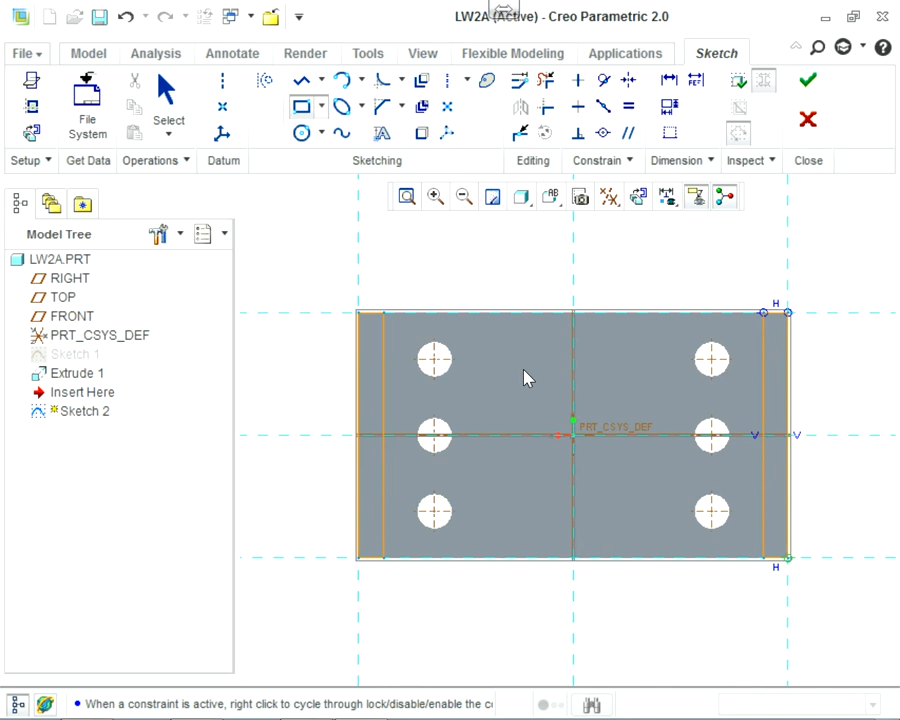 LW2A (Active) - Creo Parametric 2.0
File
Model
Analysis
Annotate
Render
Tools
View
Flexible Modeling
Applications
Sketch
File
System
Select
Setup
Get Data
Operations
Datum
Sketching
Editing
Constrain
Dimension
Inspect
Close
Model Tree
LW2A.PRT
RIGHT
TOP
FRONT
PRT_CSYS_DEF
Sketch 1
Extrude 1
Insert Here
Sketch 2
H
PRT_CSYS_DEF
V V
H
When a constraint is active, right click to cycle through lock/disable/enable the c